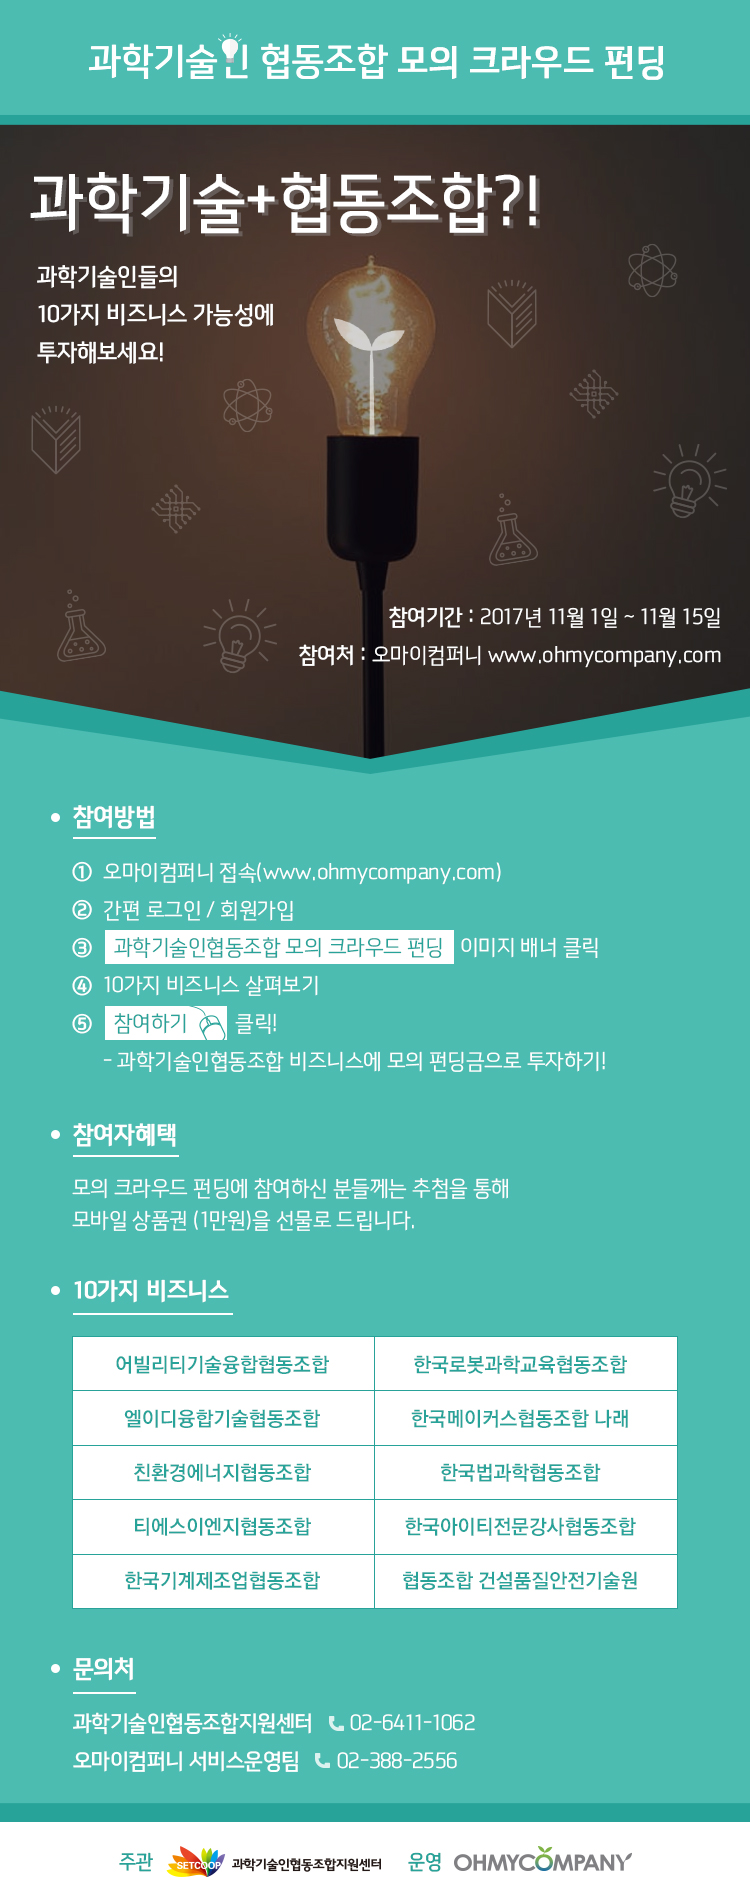 과학기술인 협동조합 모의 크라우드 펀딩
과학기술+협동조합?!
과학기술인들의
10가지 비즈니스 가능성에
투자해보세요!
참여기간 : 2017년 11월 1일 ~ 11월 15일
참여처 : 오마이컴퍼니 www.ohmycompany.com
• 참여방법
① 오마이컴퍼니 접속(www.ohmycompany.com)
② 간편 로그인 / 회원가입
③ 과학기술인협동조합 모의 크라우드 펀딩 이미지 배너 클릭
④ 10가지 비즈니스 살펴보기
⑤ 참여하기 클릭!
- 과학기술인협동조합 비즈니스에 모의 펀딩금으로 투자하기!
• 참여자혜택
모의 크라우드 펀딩에 참여하신 분들께는 추첨을 통해
모바일 상품권 (1만원)을 선물로 드립니다.
• 10가지 비즈니스
어빌리티기술융합협동조합 한국로봇과학교육협동조합
엘이디융합기술협동조합 한국메이커스협동조합 나래
친환경에너지협동조합 한국법과학협동조합
티에스이엔지협동조합 한국아이티전문강사협동조합
한국기계제조업협동조합 협동조합 건설품질안전기술원
• 문의처
과학기술인협동조합지원센터 02-6411-1062
오마이컴퍼니 서비스운영팀 02-388-2556
주관 SETCOOP 과학기술인협동조합지원센터 운영 OHMYCOMPANY